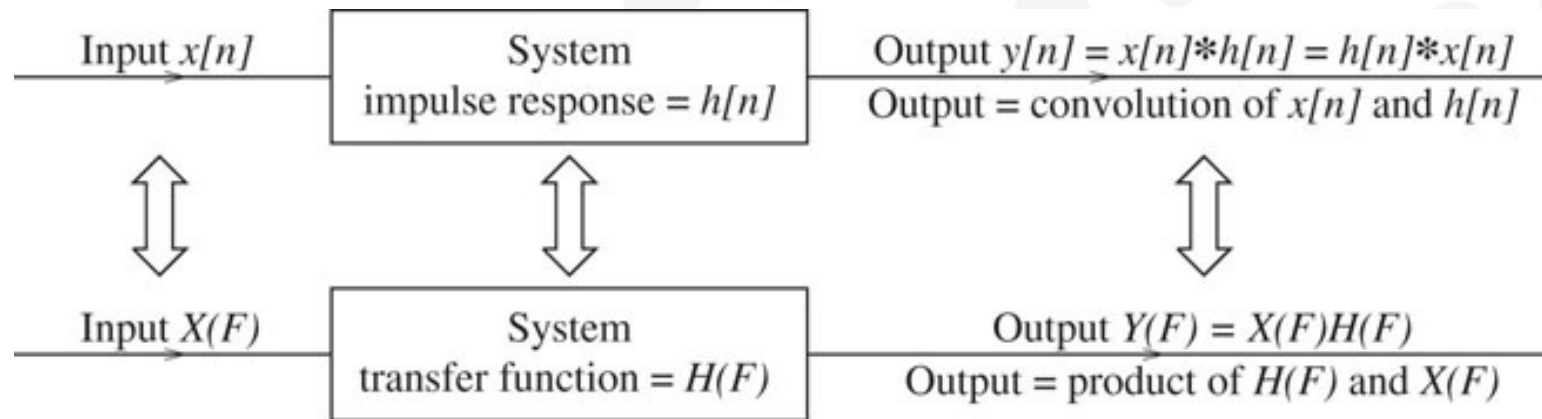 Input x[n]
System
impulse response = h[n]
Output y[n] = x[n]*h[n] = h[n]*x[n]
Output = convolution of x[n] and h[n]
Input X(F)
System
transfer function = H(F)
Output Y(F) = X(F)H(F)
Output = product of H(F) and X(F)